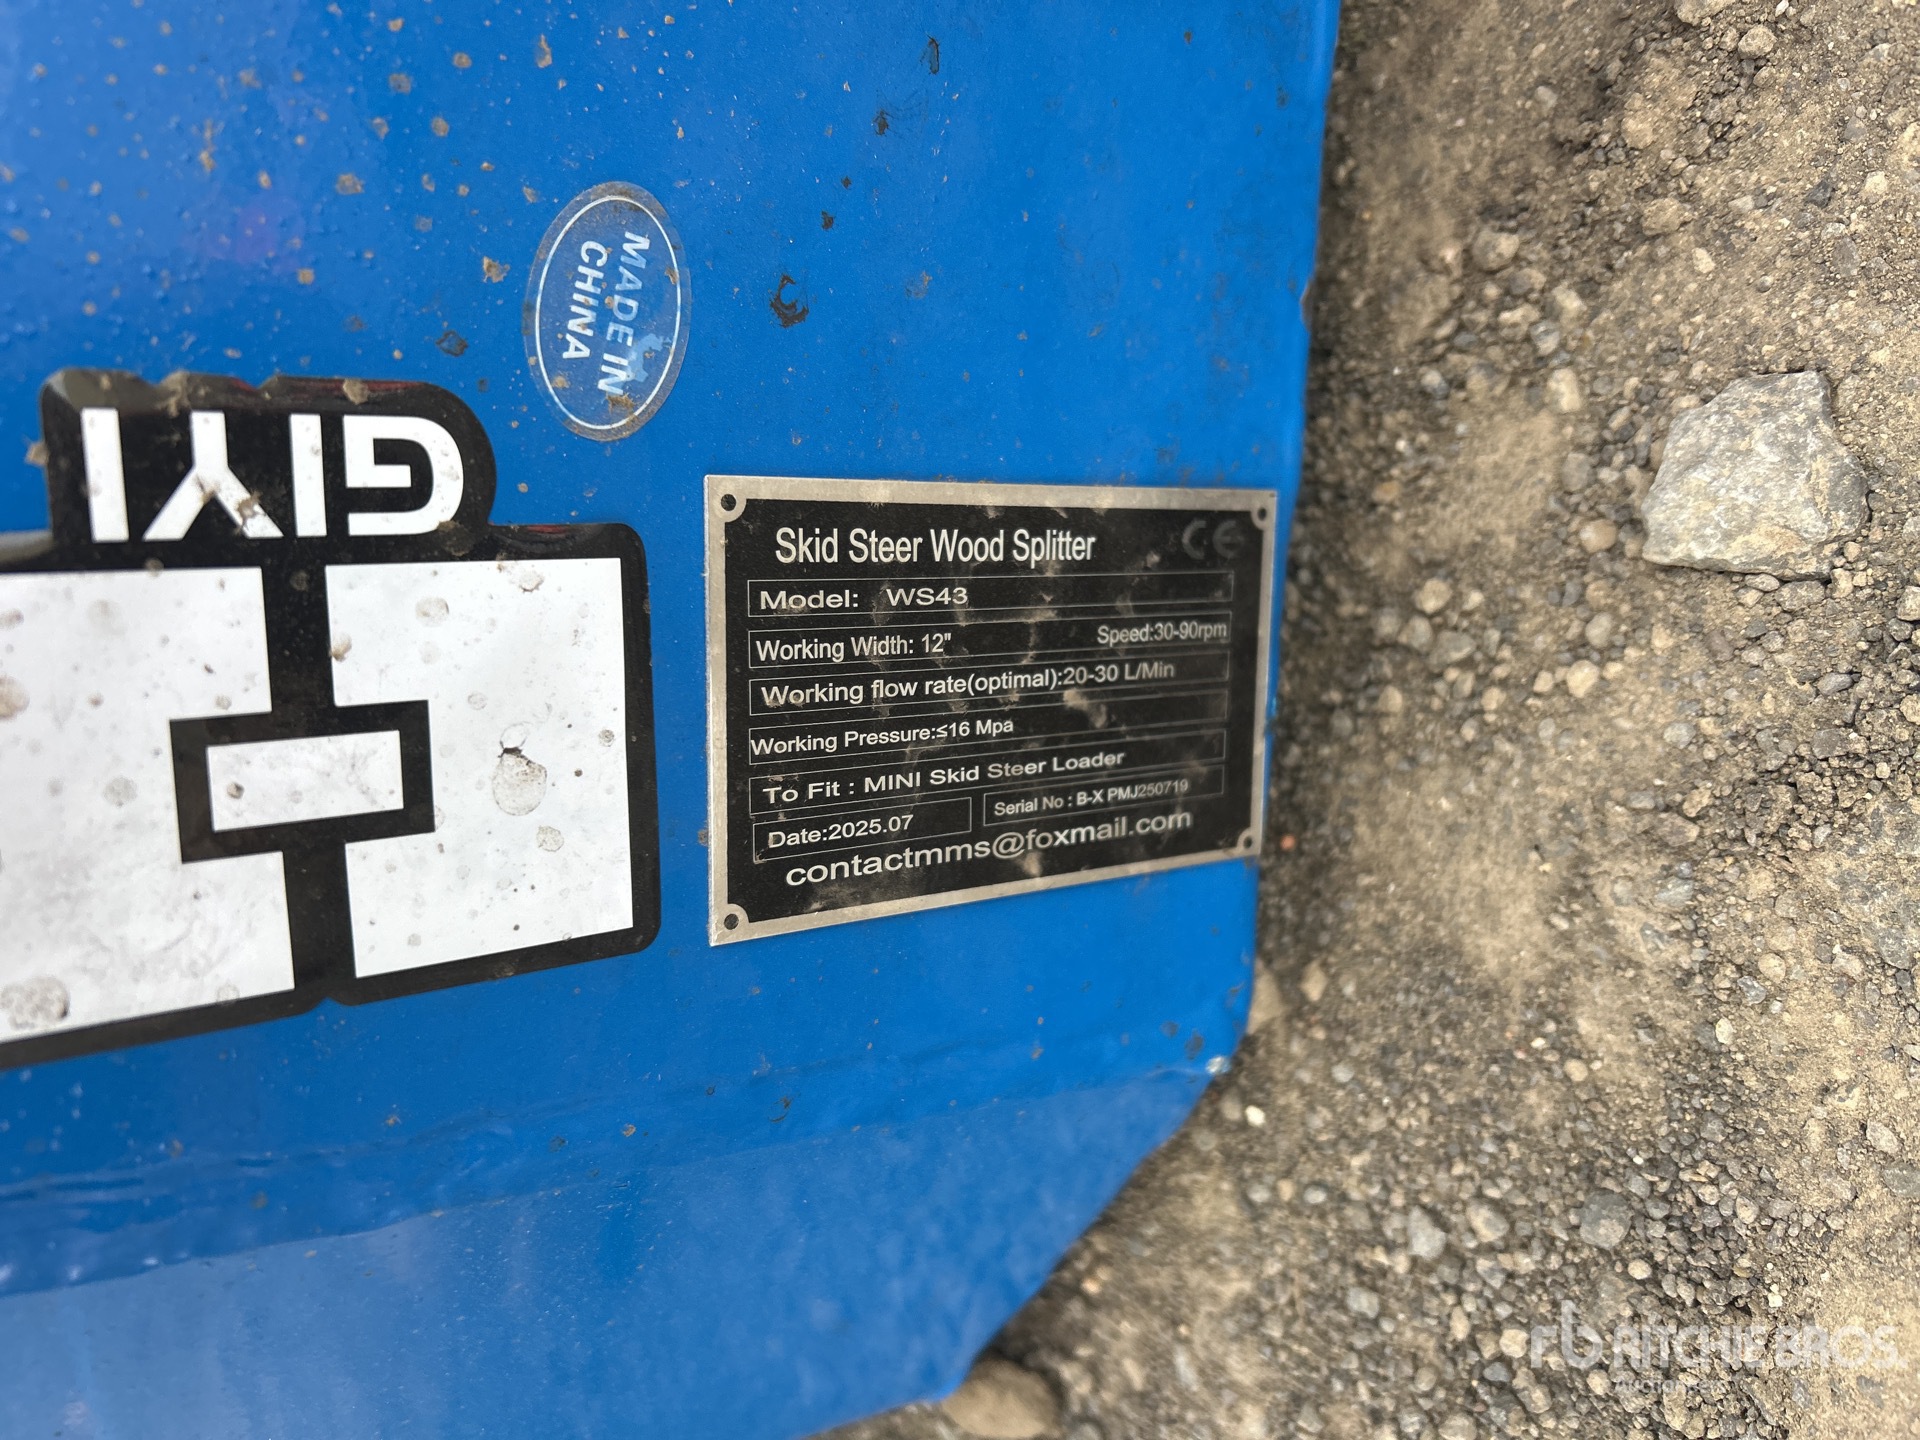 MADE IN
CHINA
GIYI
Skid Steer Wood Splitter
CE
Model: WS43
Working Width: 12" Speed:30-90rpm
Working flow rate(optimal):20-30 L/Min
Working Pressure:≤16 Mpa
To Fit : MINI Skid Steer Loader
Date:2025.07 Serial No : B-X PMJ250719
contactmms@foxmail.com
rb RITCHIE BROS.
Auctioneers